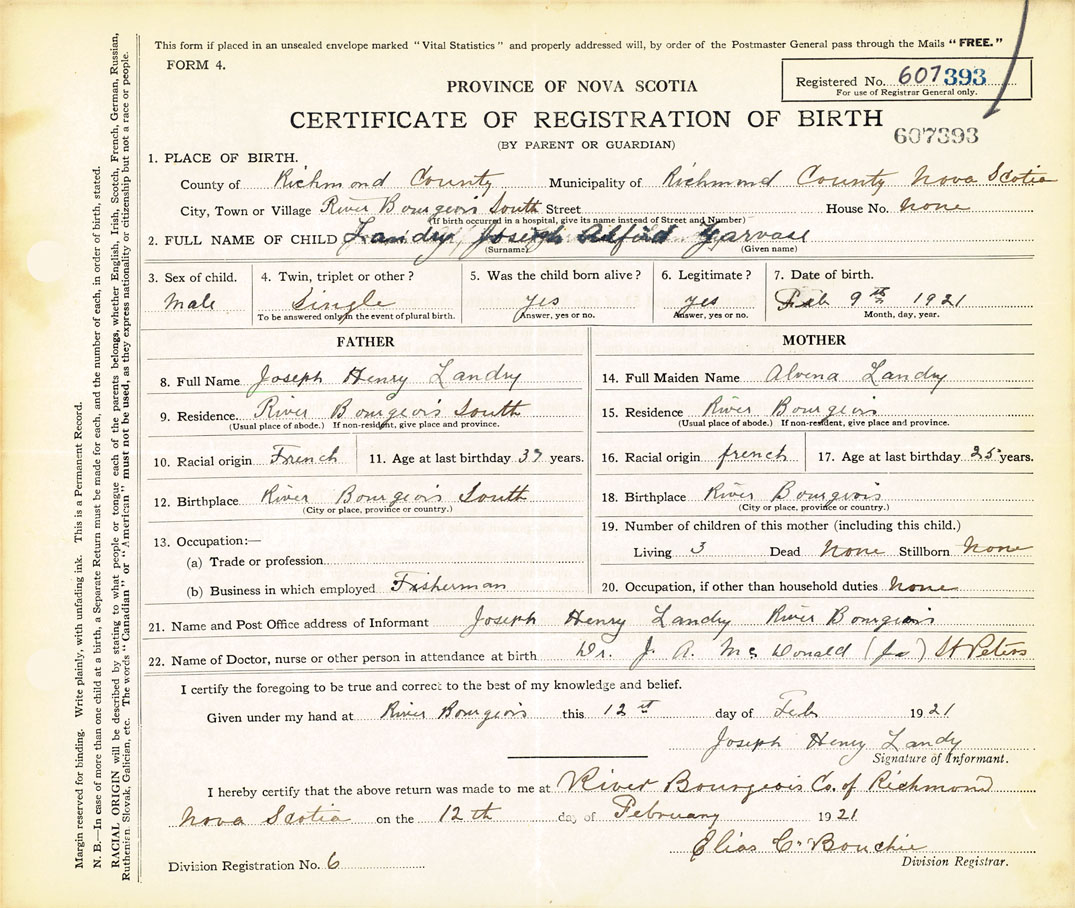 This form if placed in an unsealed envelope marked "Vital Statistics" and properly addressed will, by order of the Postmaster General pass through the Mails "FREE."
FORM 4.
Registered No. 607393
For use of Registrar General only.
PROVINCE OF NOVA SCOTIA
CERTIFICATE OF REGISTRATION OF BIRTH
607393
(BY PARENT OR GUARDIAN)
1. PLACE OF BIRTH.
County of Richmond County Municipality of Richmond County Nova Scotia
City, Town or Village River Bourgeois South Street House No. none
(If birth occurred in a hospital, give its name instead of Street and Number)
2. FULL NAME OF CHILD Landry Joseph Alfred Garvase
(Surname) (Given name)
3. Sex of child. 4. Twin, triplet or other? 5. Was the child born alive? 6. Legitimate? 7. Date of birth.
Male Single yes yes Feb 9th 1921
To be answered only in the event of plural birth. Answer, yes or no. Answer, yes or no. Month, day, year.
FATHER
8. Full Name Joseph Henry Landry
9. Residence. River Bourgeois South
(Usual place of abode.) If non-resident, give place and province.
10. Racial origin French 11. Age at last birthday 37 years.
12. Birthplace River Bourgeois South
(City or place, province or country.)
13. Occupation:—
(a) Trade or profession
(b) Business in which employed Fisherman
MOTHER
14. Full Maiden Name Alvena Landry
15. Residence River Bourgeois
(Usual place of abode.) If non-resident, give place and province.
16. Racial origin french 17. Age at last birthday 25 years.
18. Birthplace River Bourgeois
(City or place, province or country.)
19. Number of children of this mother (including this child.)
Living 3 Dead None Stillborn None
20. Occupation, if other than household duties None
21. Name and Post Office address of Informant Joseph Henry Landry River Bourgeois
22. Name of Doctor, nurse or other person in attendance at birth Dr. J. A. McDonald St Peters
I certify the foregoing to be true and correct to the best of my knowledge and belief.
Given under my hand at River Bourgeois this 12th day of Feb 1921
Joseph Henry Landy
Signature of Informant.
I hereby certify that the above return was made to me at River Bourgeois Co. of Richmond
Nova Scotia on the 12th day of February 1921
Elias C. Bouchie
Division Registration No. 6 Division Registrar.
Margin reserved for binding. Write plainly, with unfading ink. This is a Permanent Record.
N. B.—In case of more than one child at a birth, a Separate Return must be made for each, and the number of each, in order of birth, stated.
RACIAL ORIGIN will be described by stating to what people or tongue each of the parents belongs, whether English, Irish, Scotch, French, German, Russian,
Ruthenian. Slovak, Galician, etc. The words "Canadian" or "American" must not be used, as they express nationality or citizenship but not a race or people.